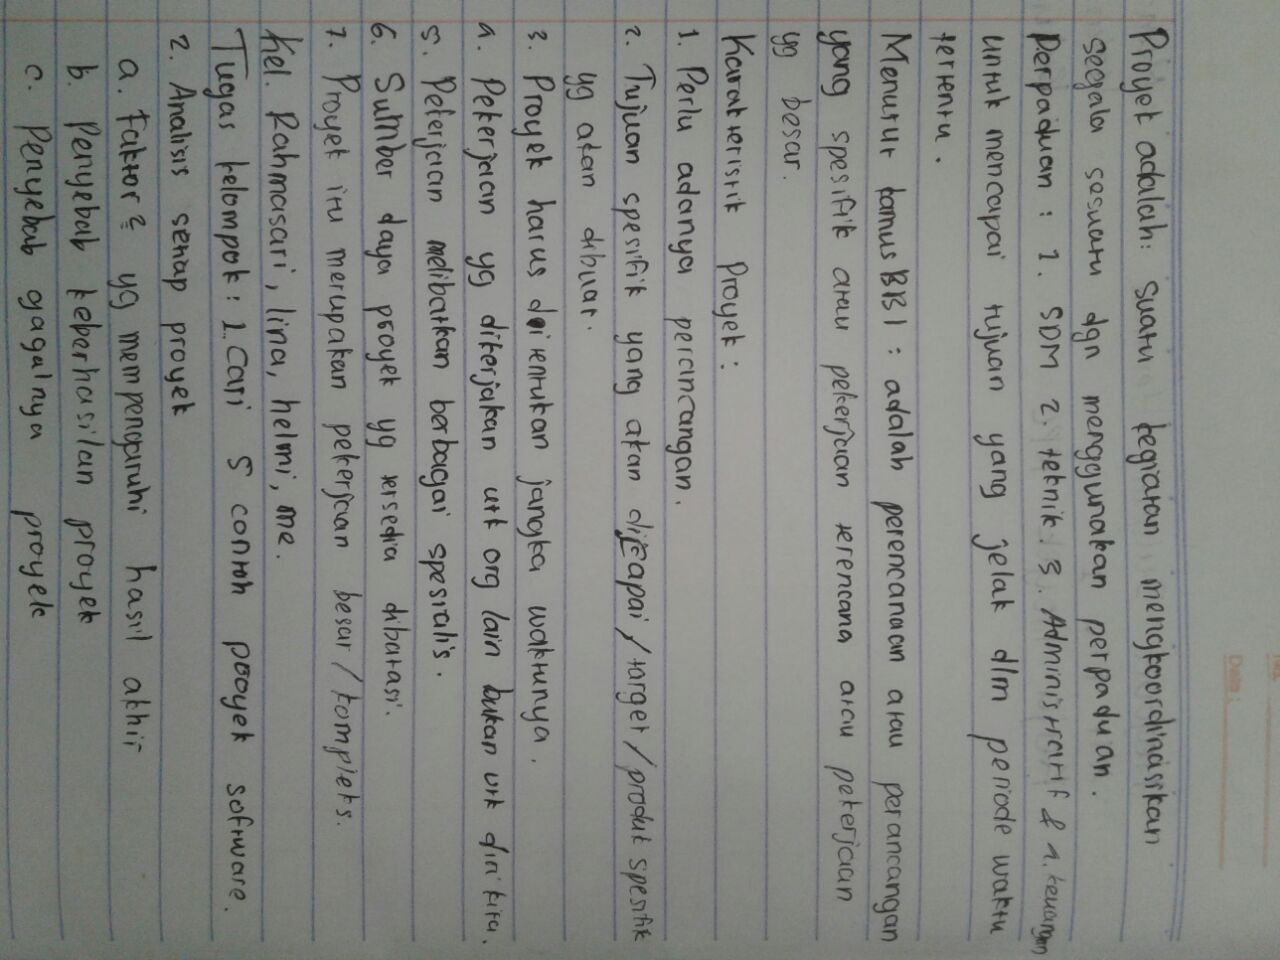 Proyek adalah: Suatu kegiatan mengkoordinasikan
segala sesuatu dgn menggunakan perpaduan.
Perpaduan : 1. SDM 2. teknik. 3. Administratif & 4. keuangan
untuk mencapai tujuan yang jelak dlm periode waktu
tertentu.
Menurut kamus BBI : adalah perencanaan atau perancangan
yang spesifik atau pekerjaan terencana atau pekerjaan
yg besar.
Karakteristik Proyek :
1. Perlu adanya perancangan.
2. Tujuan spesifik yang akan dicapai / target / produk spesifik
yg akan dibuat.
3. Proyek harus di tentukan jangka waktunya.
4. Pekerjaan yg dikerjakan utk org lain bukan utk diri kita.
5. Pekerjaan melibatkan berbagai spesialis.
6. Sumber daya proyek yg tersedia dibatasi.
7. Proyek itu merupakan pekerjaan besar / kompleks.
Kel. Rahmasari, lina, helmi, me.
Tugas kelompok : 1. Cari 5 contoh proyek software.
2. Analisis setiap proyek
a. Faktor2 yg mempengaruhi hasil akhir
b. Penyebab keberhasilan proyek
c. Penyebab gagalnya proyek
Date :